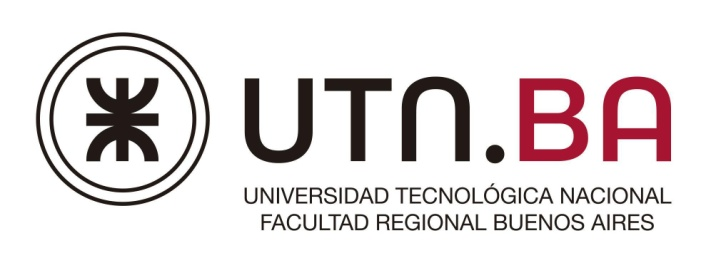 UTN.BA
UNIVERSIDAD TECNOLÓGICA NACIONAL
FACULTAD REGIONAL BUENOS AIRES